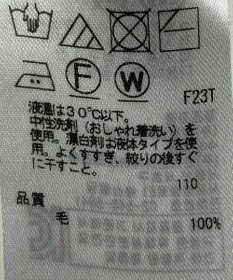 F
W
F23T
液温は30℃以下。
中性洗剤（おしゃれ着洗い）を
使用。漂白剤は液体タイプを使
用。よくすすぎ、絞りの後すぐ
に干すこと。
110
品質
毛 100%